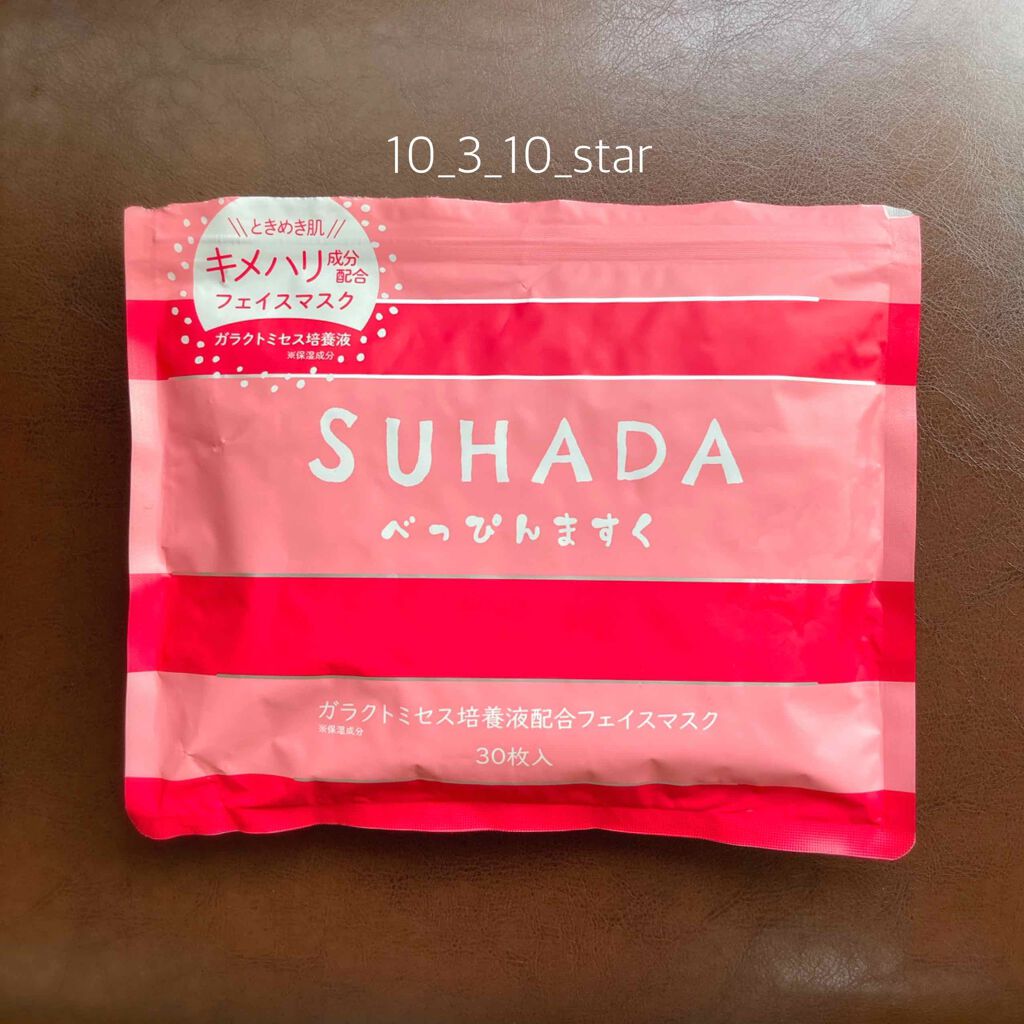 10_3_10_star
\\ときめき肌//
キメハリ成分配合
フェイスマスク
ガラクトミセス培養液
※保湿成分
SUHADA
べっぴんますく
ガラクトミセス培養液配合フェイスマスク
※保湿成分
30枚入